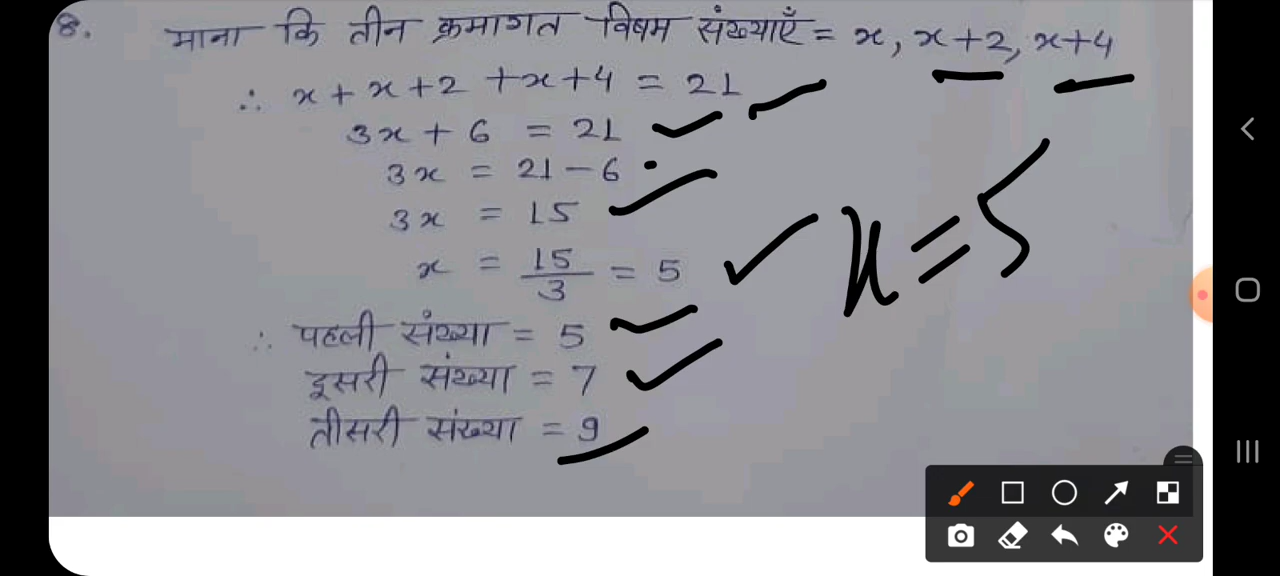 8. माना कि तीन क्रमागत विषम संख्याएँ = x, x+2, x+4
∴ x + x + 2 + x + 4 = 21
3x + 6 = 21
3x = 21 - 6
3x = 15
x = 15/3 = 5
x = 5
∴ पहली संख्या = 5
दूसरी संख्या = 7
तीसरी संख्या = 9